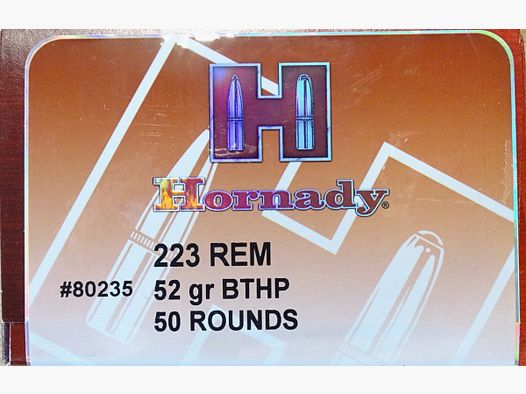 H
Hornady®
223 REM
#80235 52 gr BTHP
50 ROUNDS